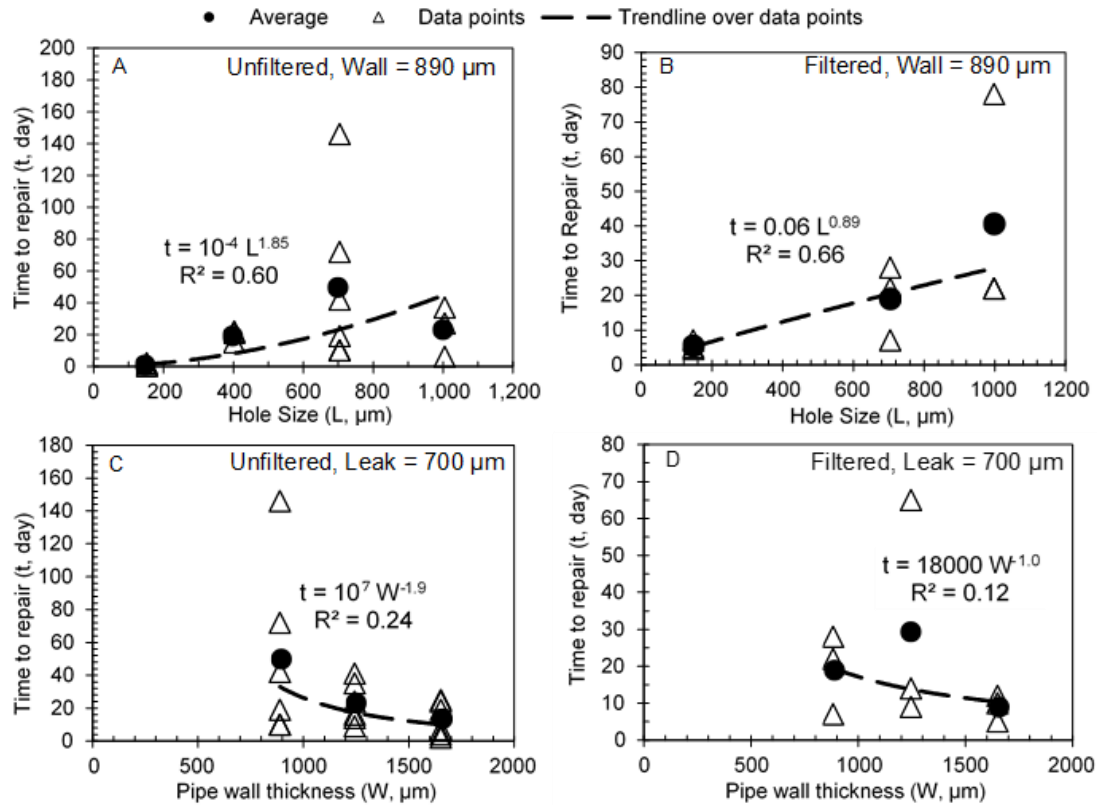 Average Data points Trendline over data points
A Unfiltered, Wall = 890 µm
Time to repair (t, day)
200
180
160
140
120
100
80
60
40
20
0
t = 10⁻⁴ L¹·⁸⁵
R² = 0.60
0 200 400 600 800 1,000 1,200
Hole Size (L, µm)
B Filtered, Wall = 890 µm
Time to Repair (t, day)
90
80
70
60
50
40
30
20
10
0
t = 0.06 L⁰·⁸⁹
R² = 0.66
0 200 400 600 800 1000 1200
Hole Size (L, µm)
C Unfiltered, Leak = 700 µm
Time to repair (t, day)
180
160
140
120
100
80
60
40
20
0
t = 10⁷ W⁻¹·⁹
R² = 0.24
0 500 1000 1500 2000
Pipe wall thickness (W, µm)
D Filtered, Leak = 700 µm
Time to repair (t, day)
80
70
60
50
40
30
20
10
0
t = 18000 W⁻¹·⁰
R² = 0.12
0 500 1000 1500 2000
Pipe wall thickness (W, µm)